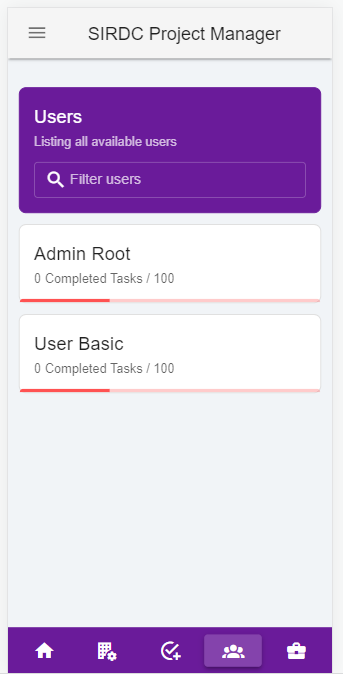 SIRDC Project Manager
Users
Listing all available users
Filter users
Admin Root
0 Completed Tasks / 100
User Basic
0 Completed Tasks / 100